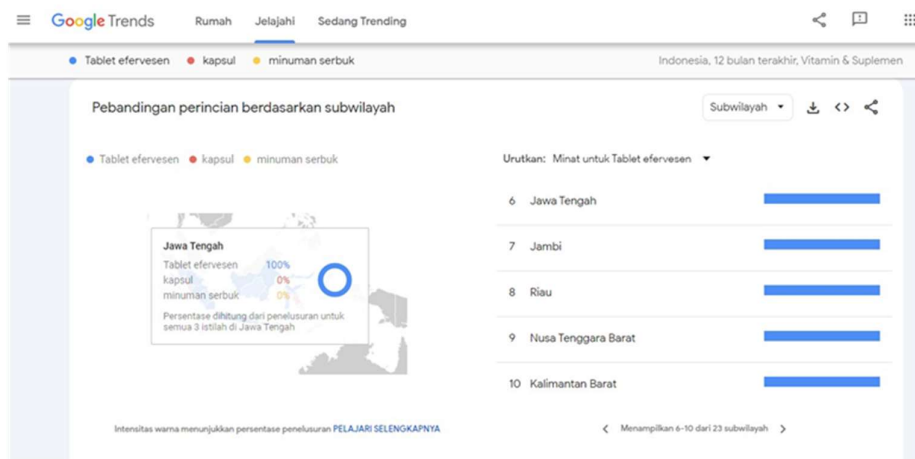 Google Trends Rumah Jelajahi Sedang Trending
Tablet efervesen kapsul minuman serbuk Indonesia, 12 bulan terakhir, Vitamin & Suplemen
Pebandingan perincian berdasarkan subwilayah Subwilayah
Tablet efervesen kapsul minuman serbuk
Urutkan: Minat untuk Tablet efervesen
Jawa Tengah
Tablet efervesen 100%
kapsul 0%
minuman serbuk 0%
Persentase dihitung dari penelusuran untuk
semua 3 istilah di Jawa Tengah
6 Jawa Tengah
7 Jambi
8 Riau
9 Nusa Tenggara Barat
10 Kalimantan Barat
Intensitas warna menunjukkan persentase penelusuran PELAJARI SELENGKAPNYA
Menampilkan 6-10 dari 23 subwilayah